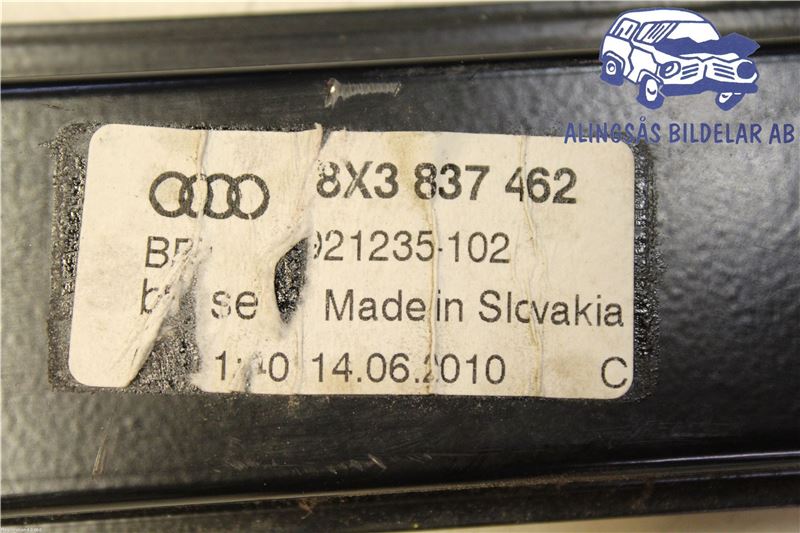 ALINGSÅS BILDELAR AB
8X3 837 462
921235-102
Made in Slovakia
14.06.2010 C